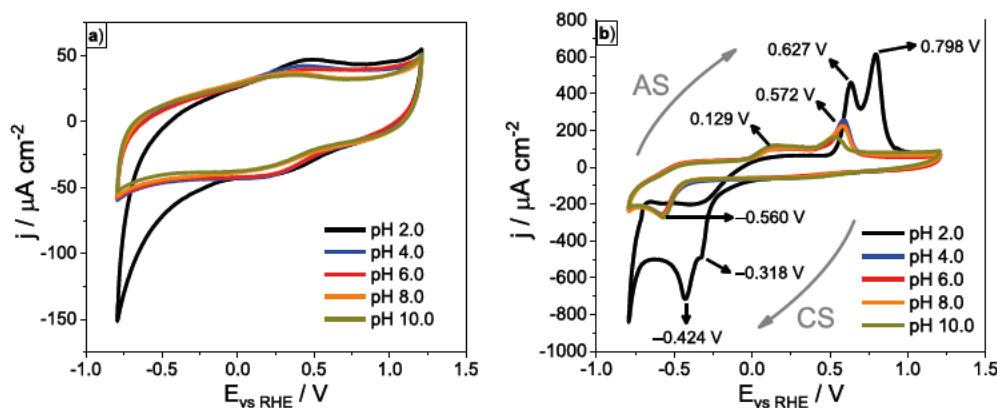 a)
j / μA cm⁻²
50
0
-50
-100
-150
-1.0
-0.5
0.0
0.5
1.0
1.5
E vs RHE / V
pH 2.0
pH 4.0
pH 6.0
pH 8.0
pH 10.0
b)
j / μA cm⁻²
800
600
400
200
0
-200
-400
-600
-800
-1000
-1.0
-0.5
0.0
0.5
1.0
1.5
E vs RHE / V
AS
0.129 V
0.572 V
0.627 V
0.798 V
−0.560 V
−0.318 V
−0.424 V
CS
pH 2.0
pH 4.0
pH 6.0
pH 8.0
pH 10.0